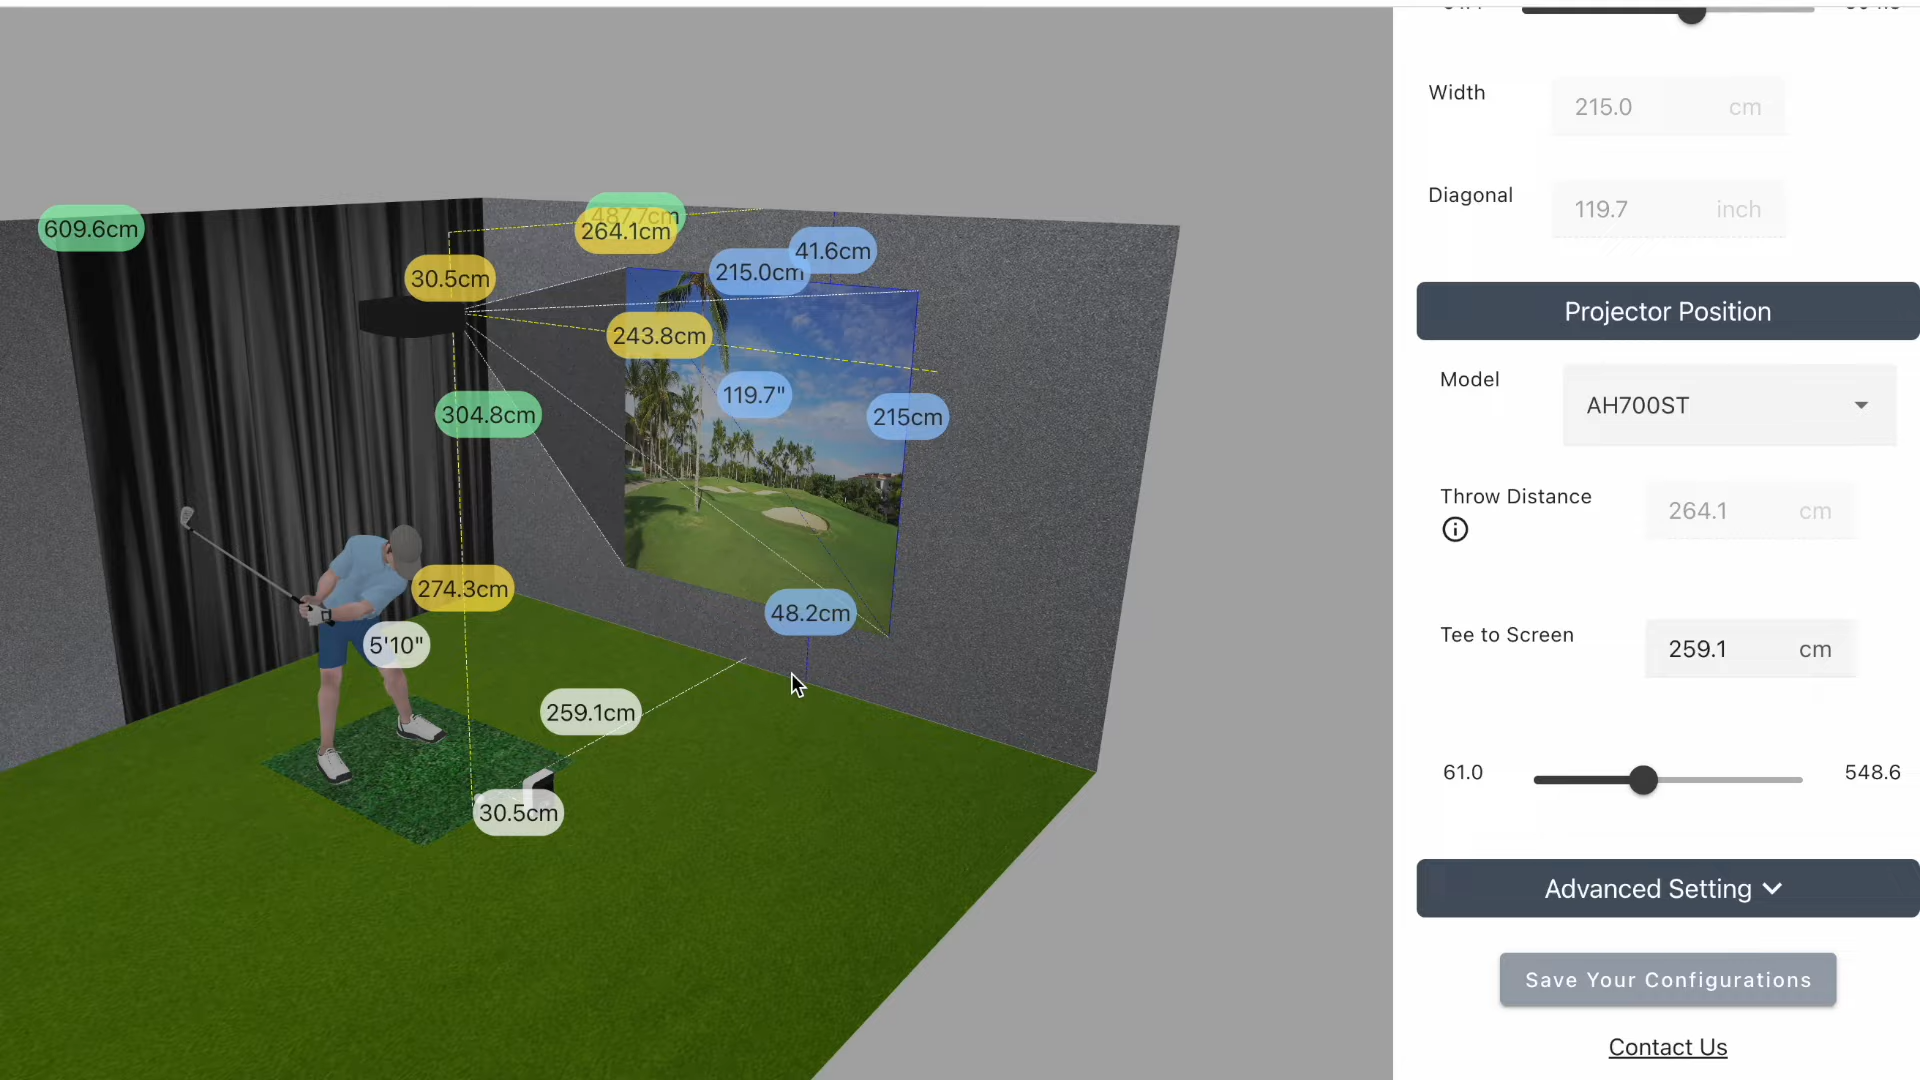 Width
215.0 cm
Diagonal
119.7 inch
Projector Position
Model
AH700ST
Throw Distance
264.1 cm
Tee to Screen
259.1 cm
61.0
548.6
Advanced Setting
Save Your Configurations
Contact Us
609.6cm
487.7cm
264.1cm
41.6cm
215.0cm
30.5cm
243.8cm
119.7"
304.8cm
215cm
274.3cm
48.2cm
5'10"
259.1cm
30.5cm